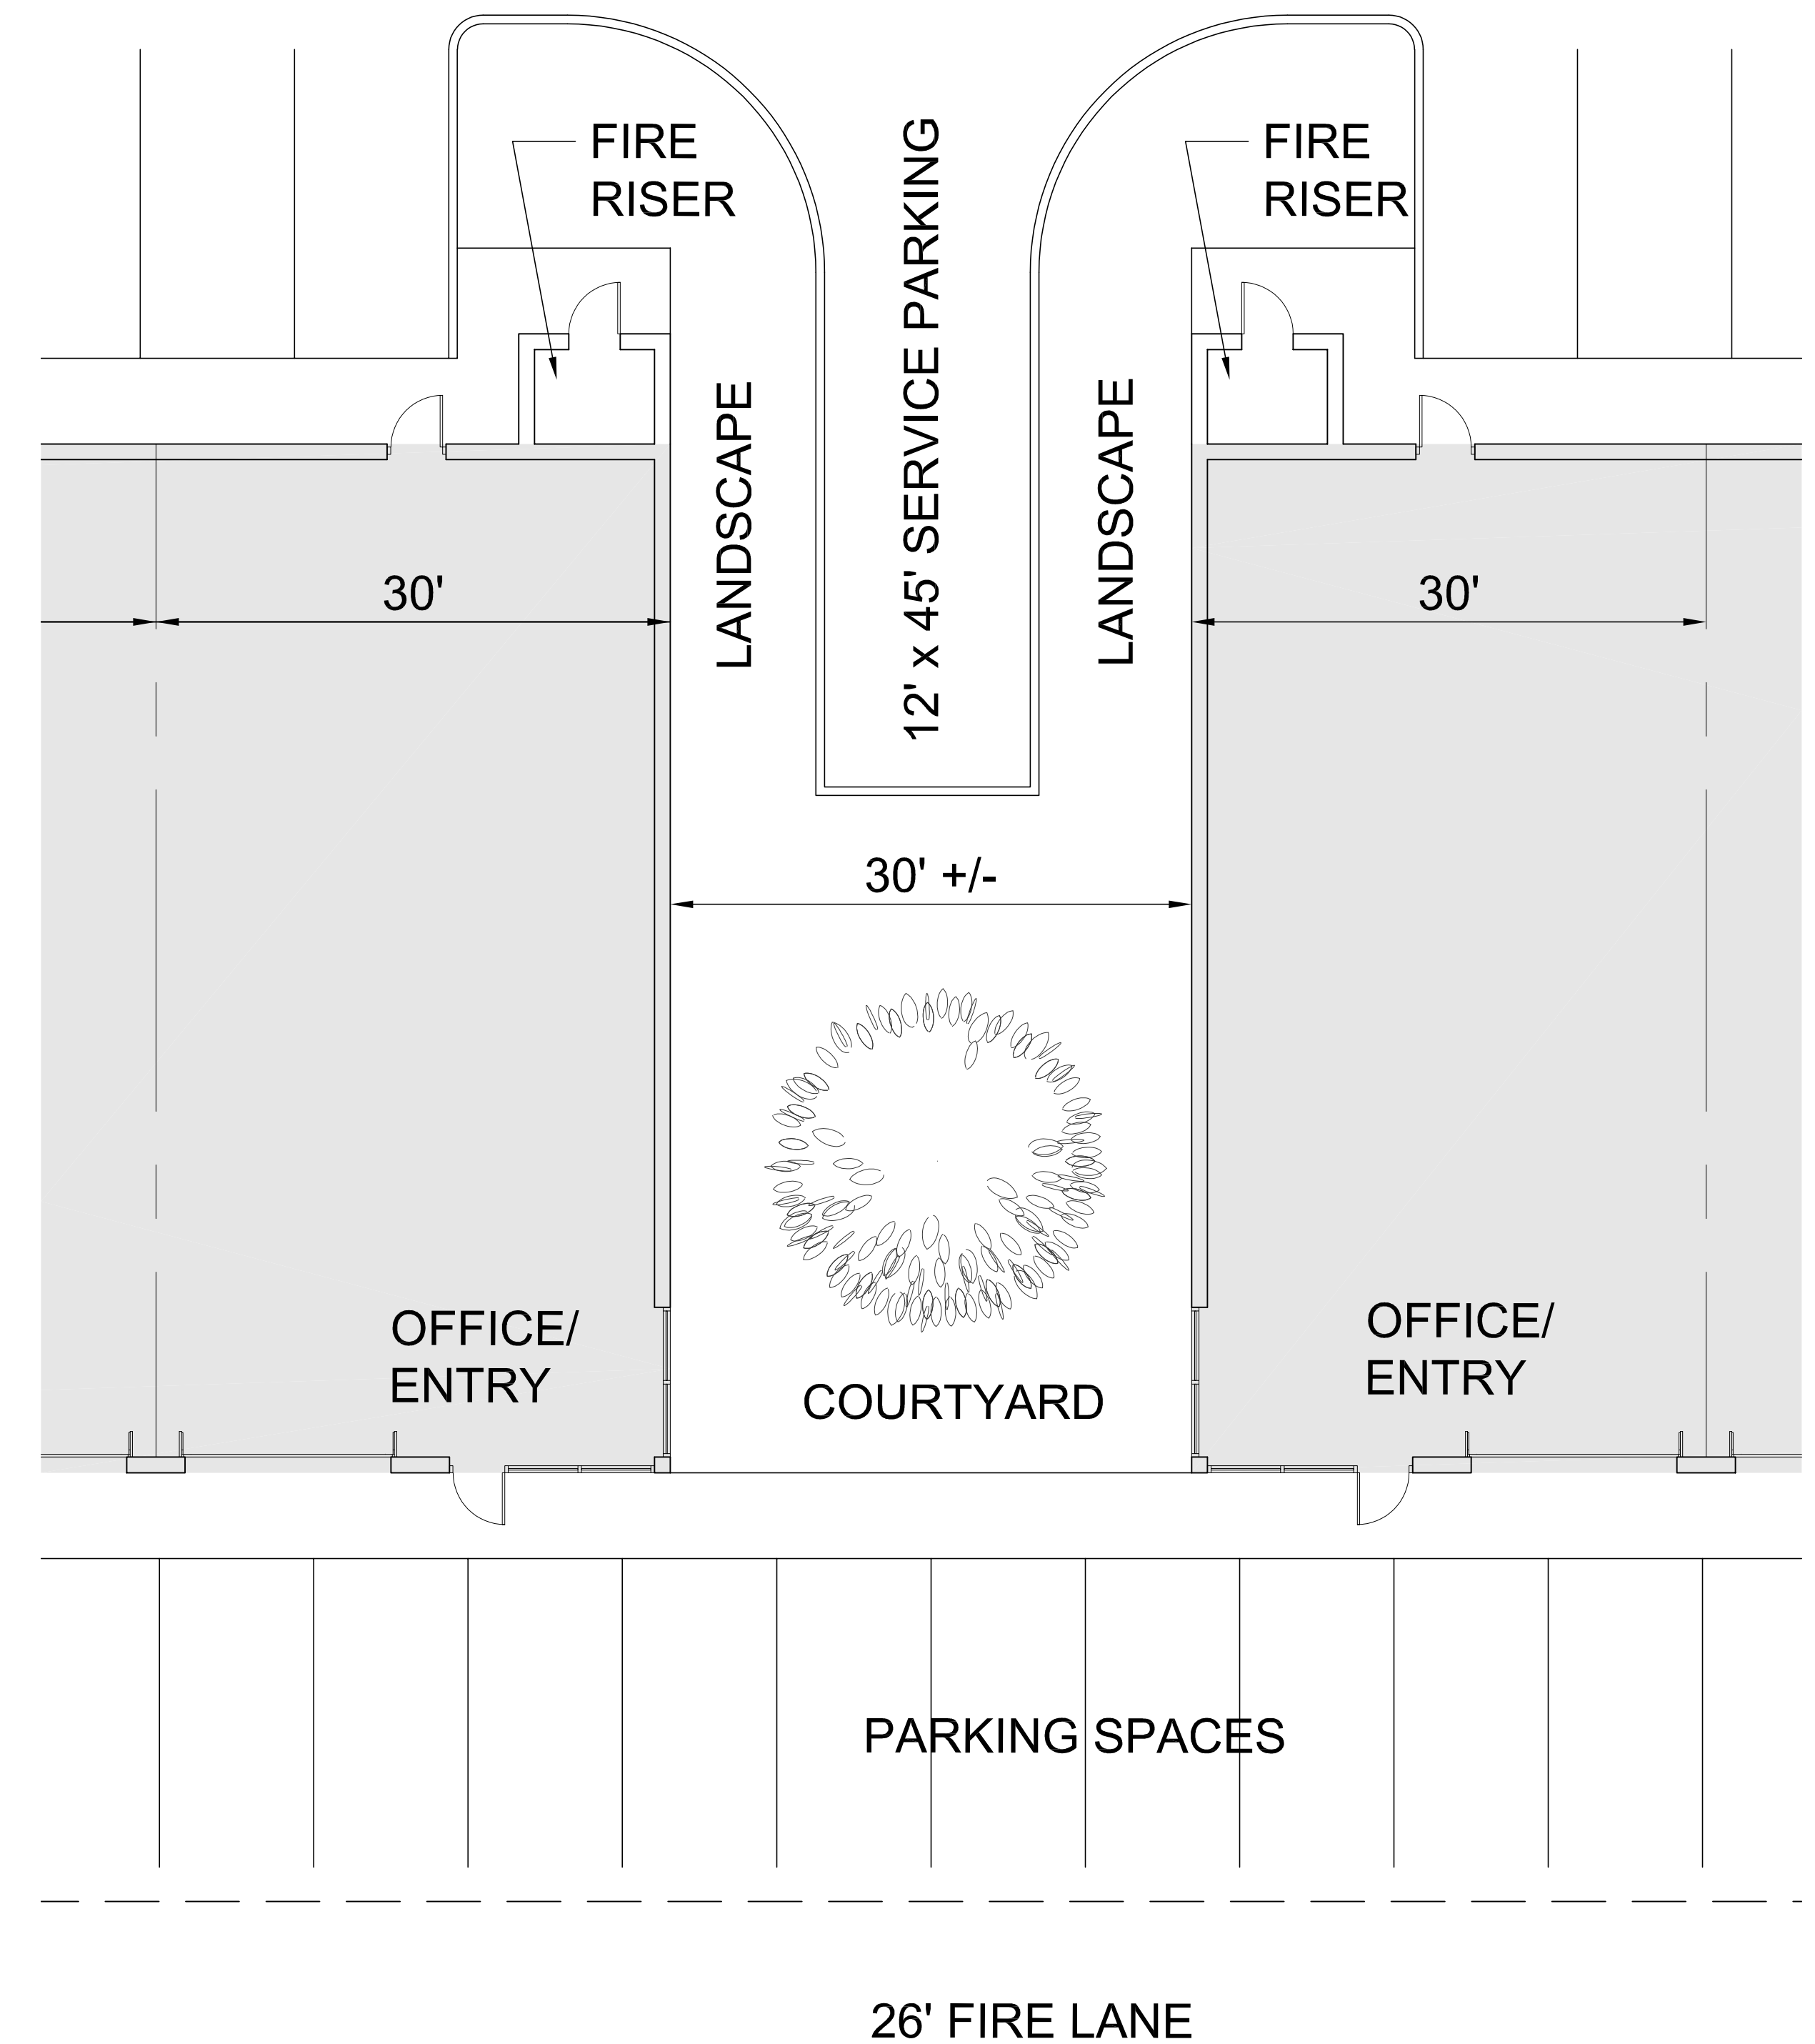 FIRE
RISER
FIRE
RISER
12' x 45' SERVICE PARKING
LANDSCAPE
LANDSCAPE
30'
30'
30' +/-
OFFICE/
ENTRY
OFFICE/
ENTRY
COURTYARD
PARKING SPACES
26' FIRE LANE